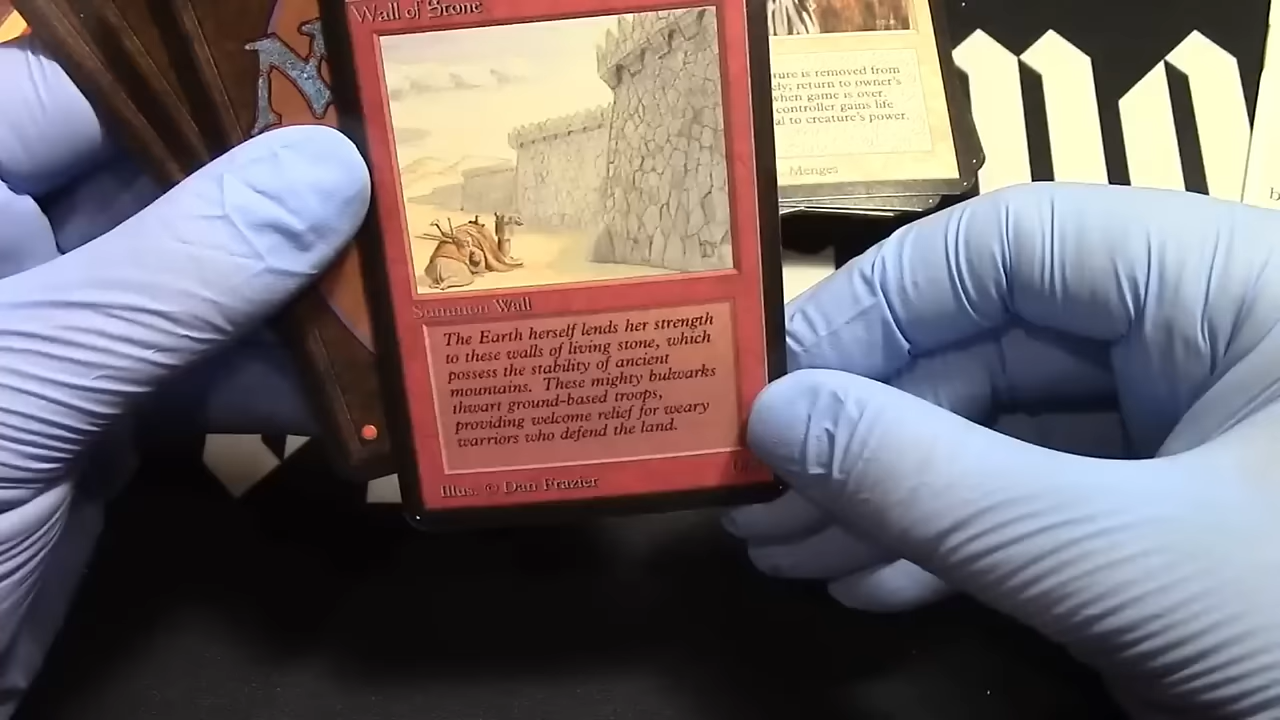 Wall of Stone
Summon Wall
The Earth herself lends her strength
to these walls of living stone, which
possess the stability of ancient
mountains. These mighty bulwarks
thwart ground-based troops,
providing welcome relief for weary
warriors who defend the land.
Illus. © Dan Frazier
ture is removed from
ely; return to owner's
when game is over.
controller gains life
al to creature's power.
Menges